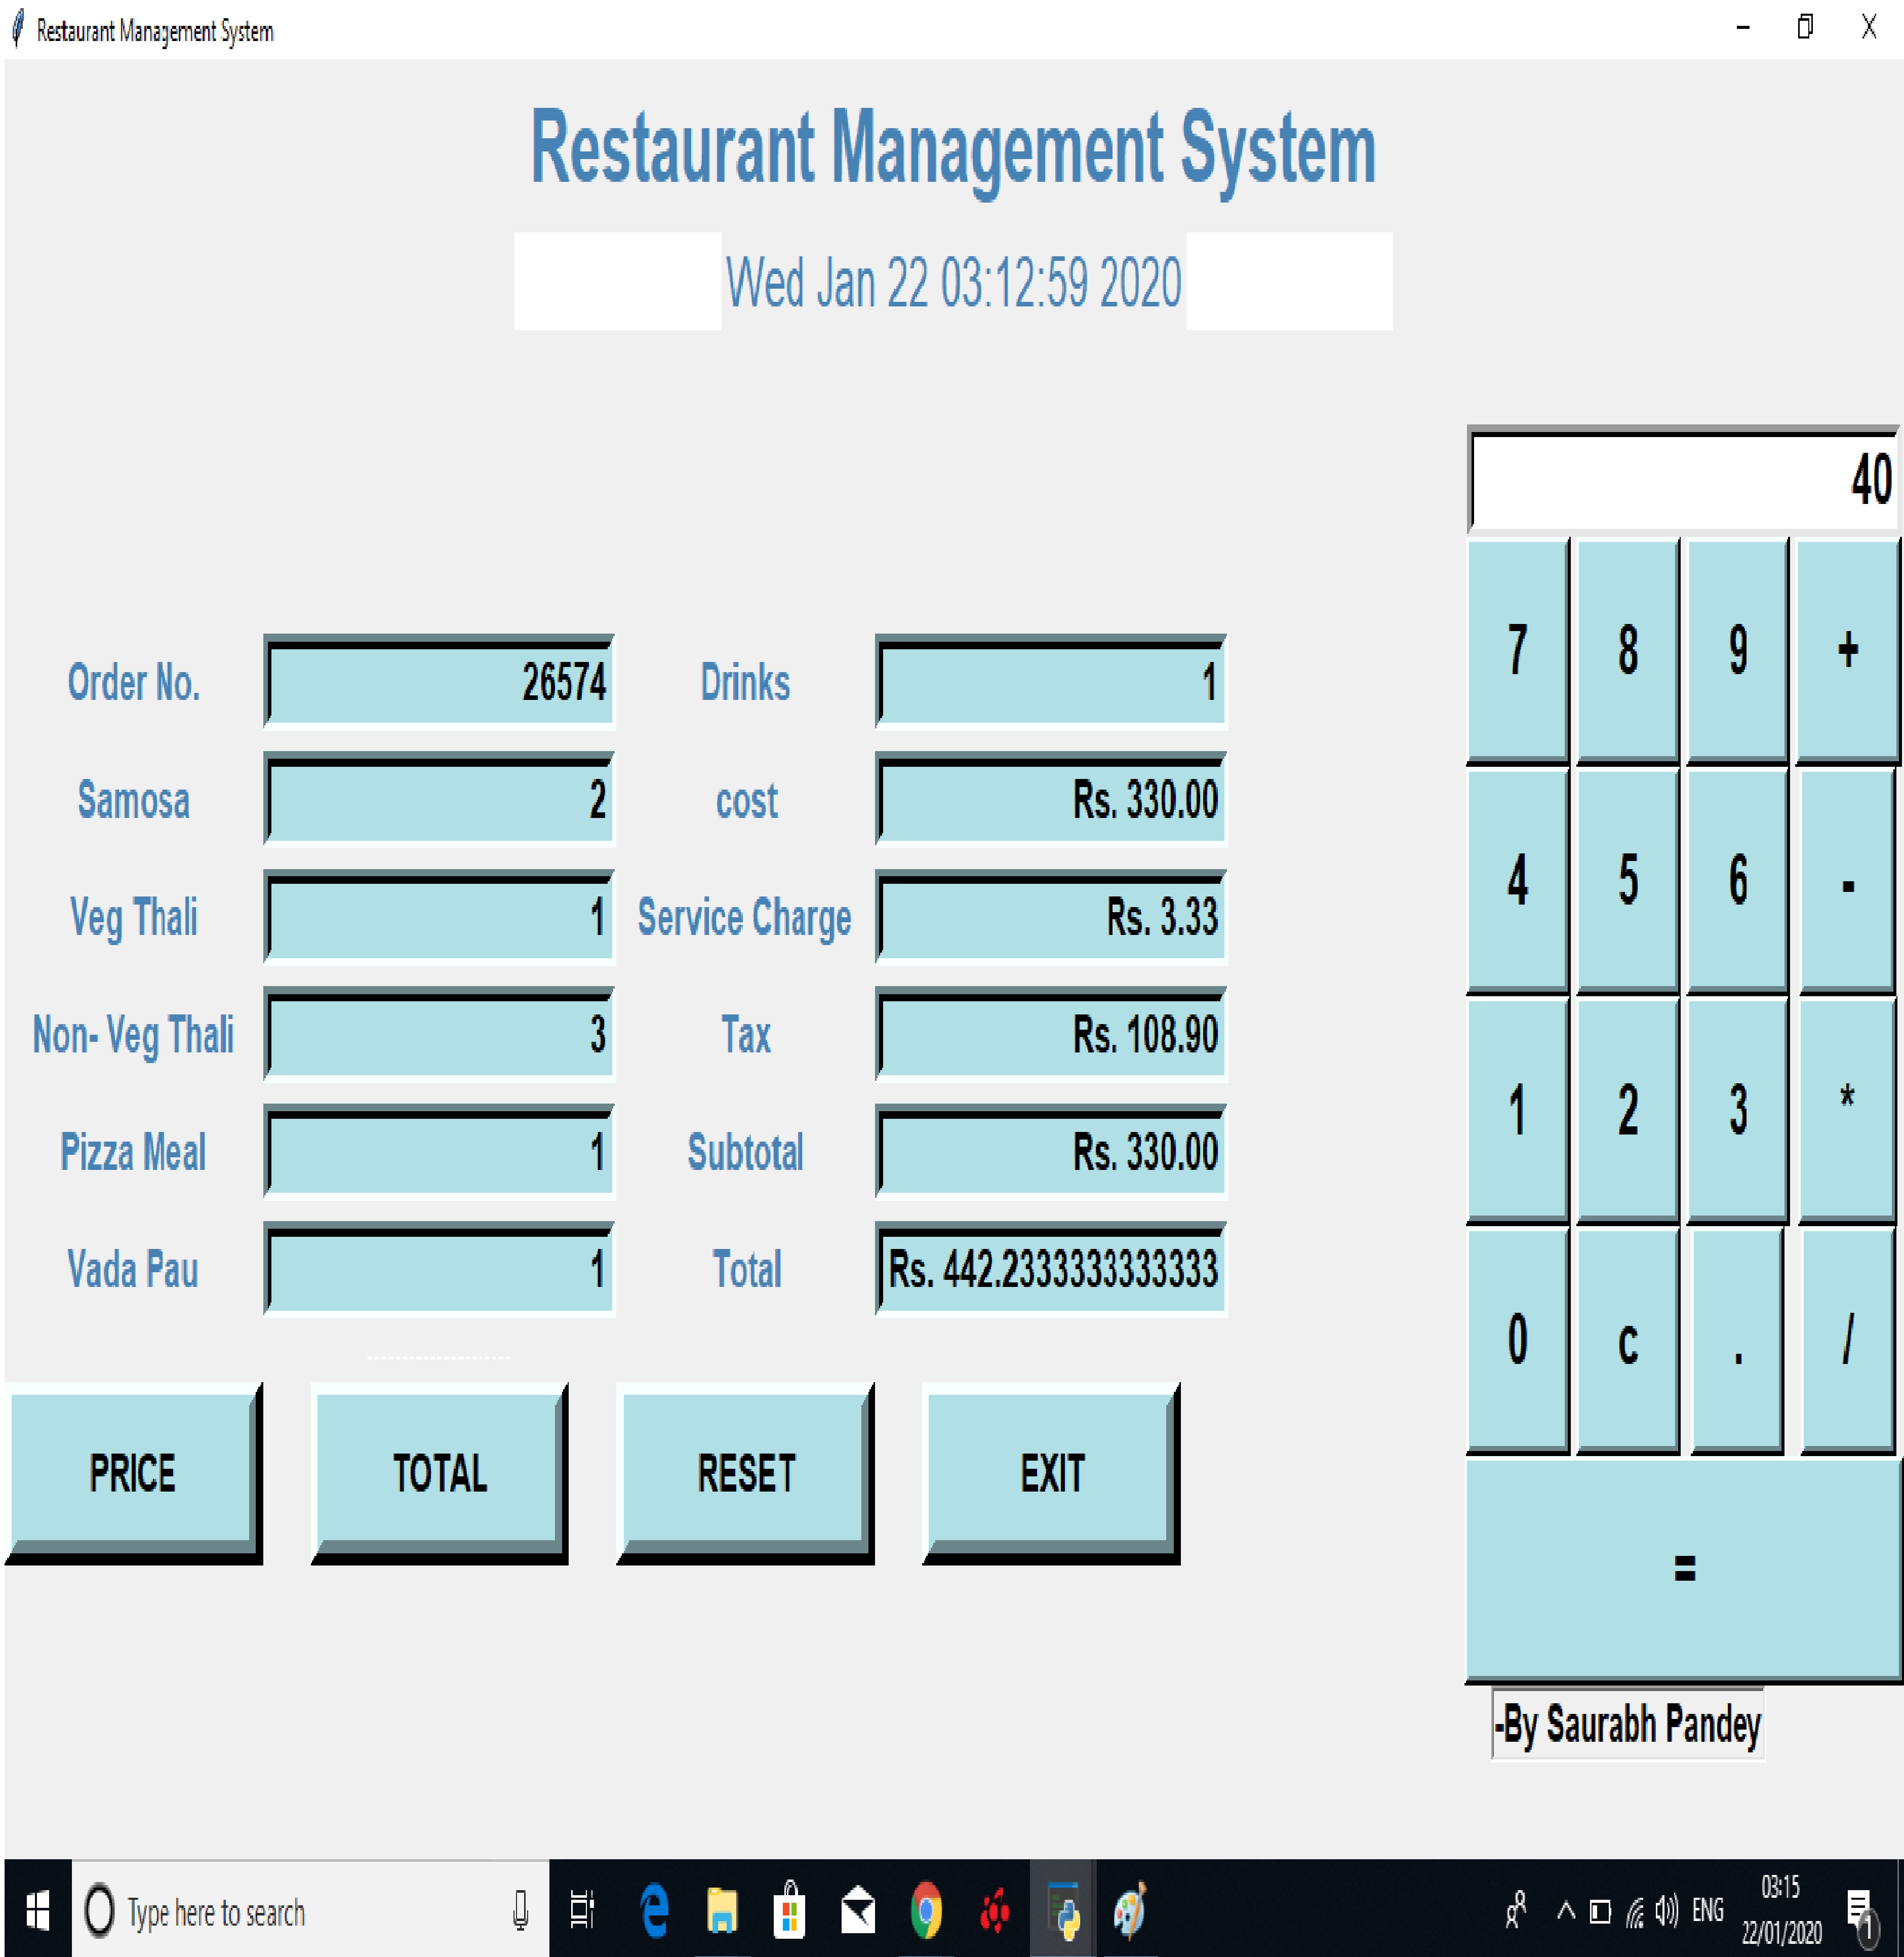 Restaurant Management System
Restaurant Management System
Wed Jan 22 03:12:59 2020
40
7 8 9 +
4 5 6 -
1 2 3 *
0 c . /
=
-By Saurabh Pandey
Order No. 26574 Drinks 1
Samosa 2 cost Rs. 330.00
Veg Thali 1 Service Charge Rs. 3.33
Non- Veg Thali 3 Tax Rs. 108.90
Pizza Meal 1 Subtotal Rs. 330.00
Vada Pau 1 Total Rs. 442.2333333333333
---------------------
PRICE TOTAL RESET EXIT
Type here to search
ENG
03:15
22/01/2020
1